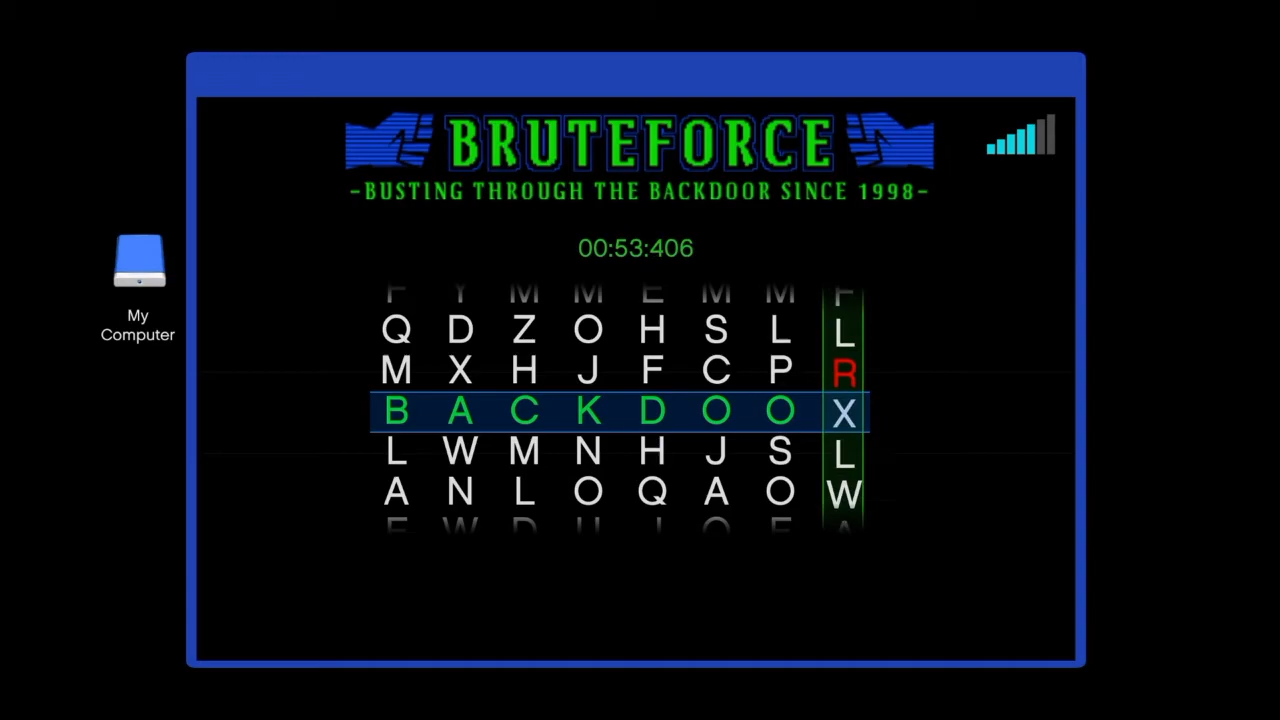 BRUTEFORCE
-BUSTING THROUGH THE BACKDOOR SINCE 1998-
00:53:406
F Y M M E M M F
Q D Z O H S L L
M X H J F C P R
B A C K D O O X
L W M N H J S L
A N L O Q A O W
My
Computer